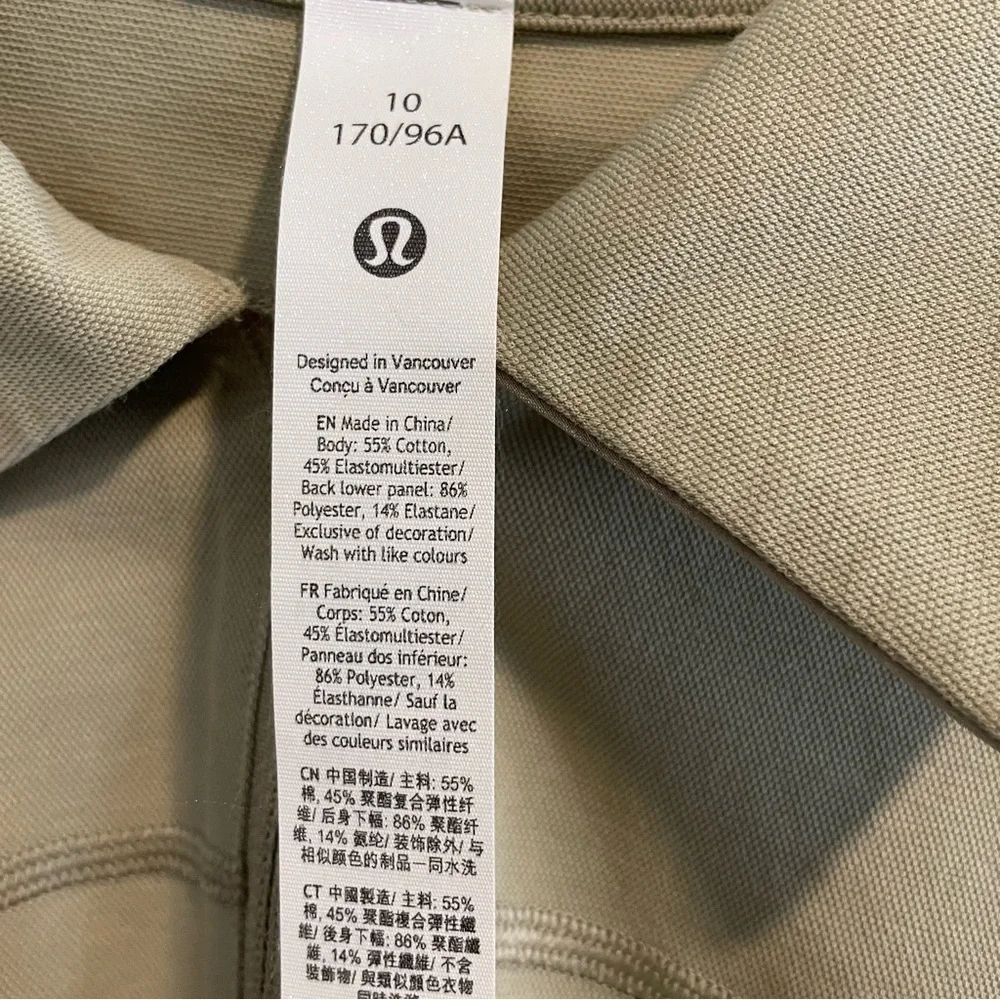 10
170/96A
Designed in Vancouver
Conçu à Vancouver
EN Made in China/
Body: 55% Cotton,
45% Elastomultiester/
Back lower panel: 86%
Polyester, 14% Elastane/
Exclusive of decoration/
Wash with like colours
FR Fabriqué en Chine/
Corps: 55% Coton,
45% Élastomultiester/
Panneau dos inférieur:
86% Polyester, 14%
Élasthanne/ Sauf la
décoration/ Lavage avec
des couleurs similaires
CN 中国制造/ 主料: 55%
棉, 45% 聚酯复合弹性纤
维/ 后身下幅: 86% 聚酯纤
维, 14% 氨纶/ 装饰除外/ 与
相似颜色的制品一同水洗
CT 中國製造/ 主料: 55%
棉, 45% 聚酯複合彈性纖
維/ 後身下幅: 86% 聚酯纖
維, 14% 彈性纖維/ 不含
裝飾物/ 與類似顏色衣物